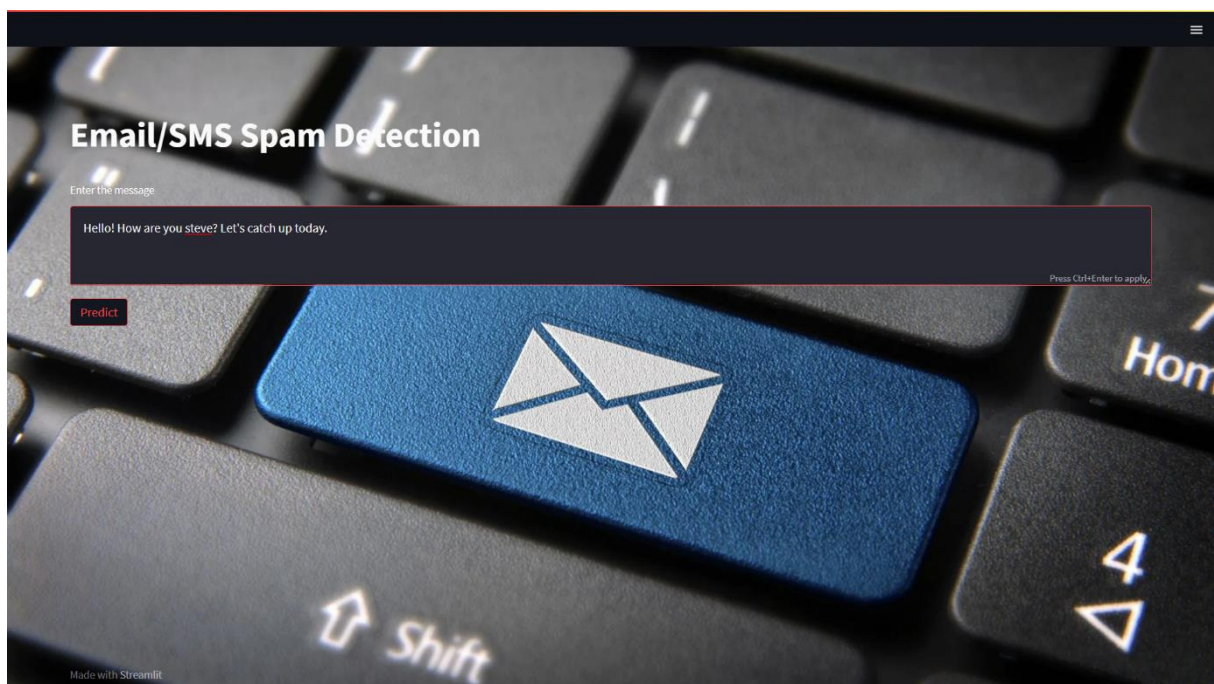 Email/SMS Spam Detection
Enter the message
Hello! How are you steve? Let's catch up today.
Press Ctrl+Enter to apply
Predict
7
Hom
4
Shift
Made with Streamlit